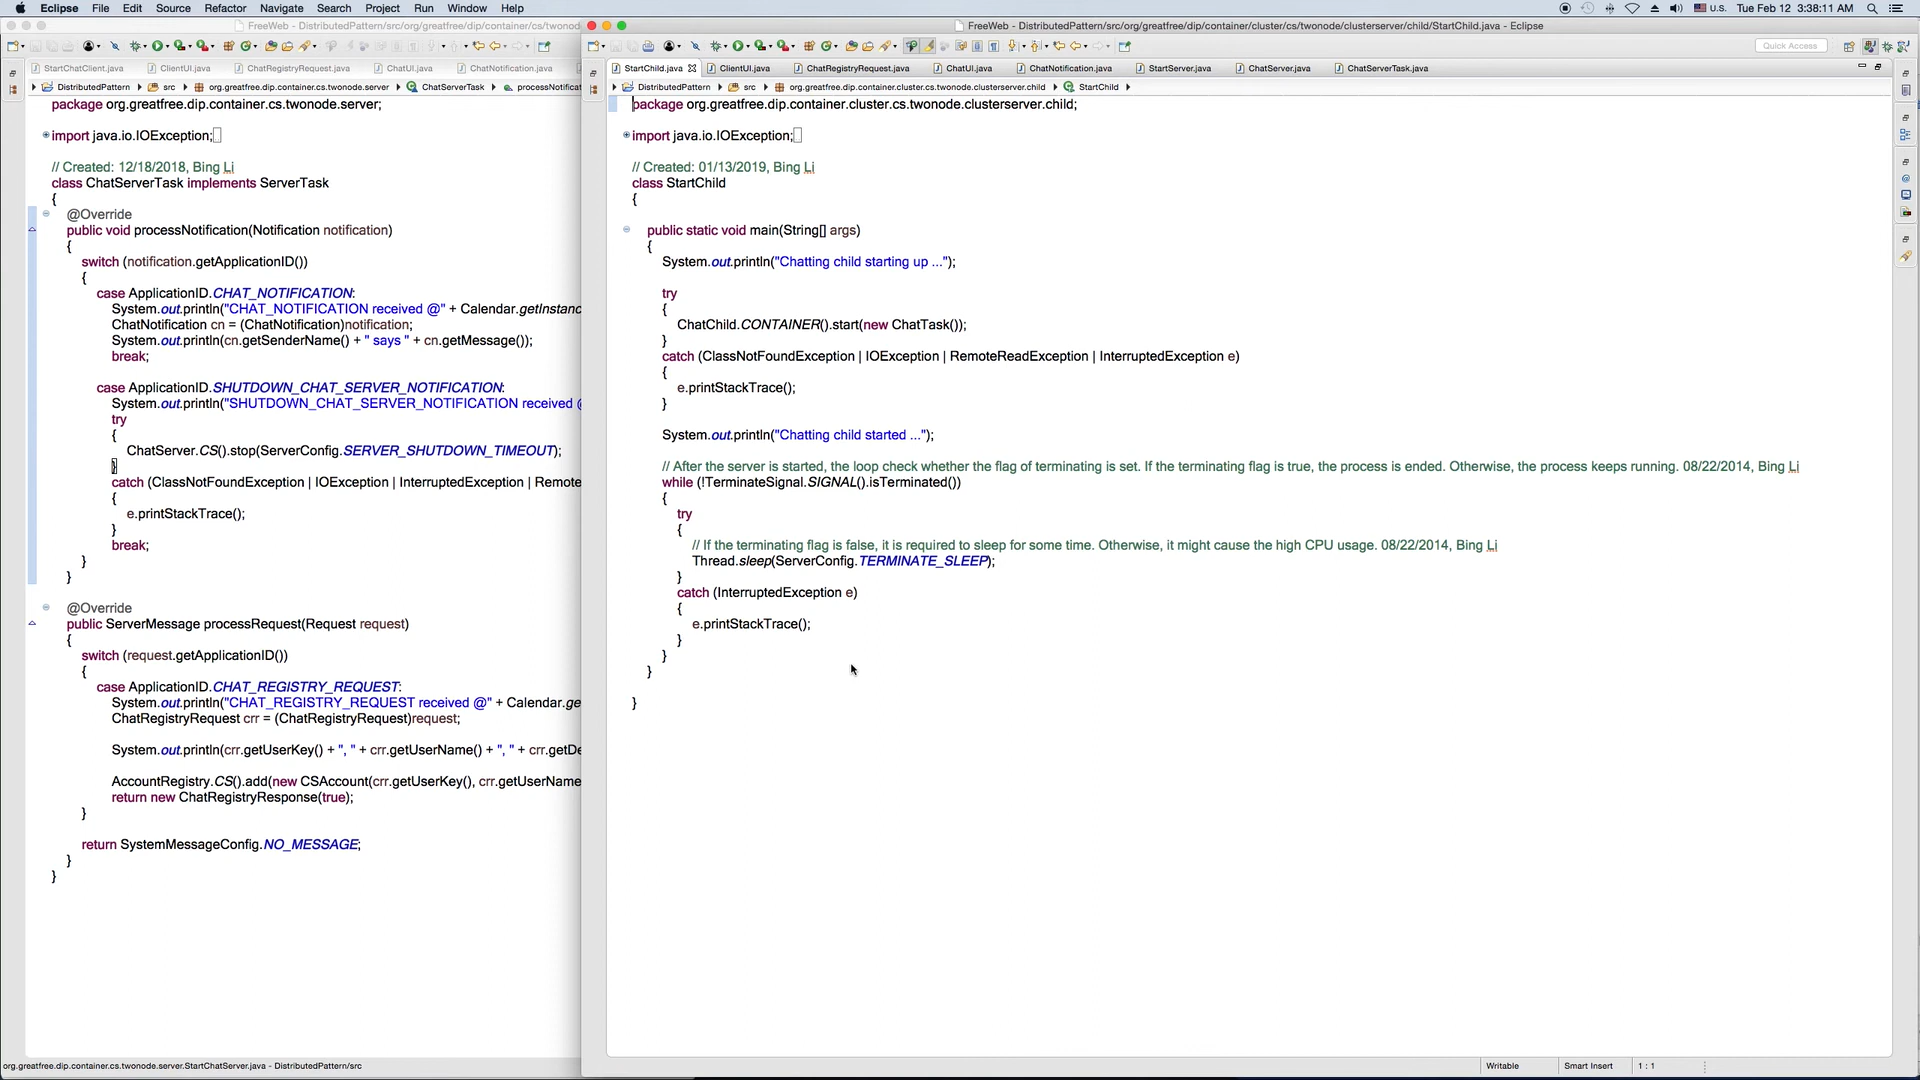 Eclipse File Edit Source Refactor Navigate Search Project Run Window Help
U.S. Tue Feb 12 3:38:11 AM
FreeWeb - DistributedPattern/src/org/greatfree/dip/container/cs/twonod
StartChatClient.java ClientUI.java ChatRegistryRequest.java ChatUI.java ChatNotification.java
DistributedPattern src org.greatfree.dip.container.cs.twonode.server ChatServerTask processNotificat
package org.greatfree.dip.container.cs.twonode.server;
import java.io.IOException;
// Created: 12/18/2018, Bing Li
class ChatServerTask implements ServerTask
{
@Override
public void processNotification(Notification notification)
{
switch (notification.getApplicationID())
{
case ApplicationID.CHAT_NOTIFICATION:
System.out.println("CHAT_NOTIFICATION received @" + Calendar.getInstanc
ChatNotification cn = (ChatNotification)notification;
System.out.println(cn.getSenderName() + " says " + cn.getMessage());
break;
case ApplicationID.SHUTDOWN_CHAT_SERVER_NOTIFICATION:
System.out.println("SHUTDOWN_CHAT_SERVER_NOTIFICATION received @
try
{
ChatServer.CS().stop(ServerConfig.SERVER_SHUTDOWN_TIMEOUT);
}
catch (ClassNotFoundException | IOException | InterruptedException | Remote
{
e.printStackTrace();
}
break;
}
}
@Override
public ServerMessage processRequest(Request request)
{
switch (request.getApplicationID())
{
case ApplicationID.CHAT_REGISTRY_REQUEST:
System.out.println("CHAT_REGISTRY_REQUEST received @" + Calendar.ge
ChatRegistryRequest crr = (ChatRegistryRequest)request;
System.out.println(crr.getUserKey() + ", " + crr.getUserName() + ", " + crr.getDe
AccountRegistry.CS().add(new CSAccount(crr.getUserKey(), crr.getUserName
return new ChatRegistryResponse(true);
}
return SystemMessageConfig.NO_MESSAGE;
}
}
org.greatfree.dip.container.cs.twonode.server.StartChatServer.java - DistributedPattern/src
FreeWeb - DistributedPattern/src/org/greatfree/dip/container/cluster/cs/twonode/clusterserver/child/StartChild.java - Eclipse
Quick Access
StartChild.java ClientUI.java ChatRegistryRequest.java ChatUI.java ChatNotification.java StartServer.java ChatServer.java ChatServerTask.java
DistributedPattern src org.greatfree.dip.container.cluster.cs.twonode.clusterserver.child StartChild
package org.greatfree.dip.container.cluster.cs.twonode.clusterserver.child;
import java.io.IOException;
// Created: 01/13/2019, Bing Li
class StartChild
{
public static void main(String[] args)
{
System.out.println("Chatting child starting up ...");
try
{
ChatChild.CONTAINER().start(new ChatTask());
}
catch (ClassNotFoundException | IOException | RemoteReadException | InterruptedException e)
{
e.printStackTrace();
}
System.out.println("Chatting child started ...");
// After the server is started, the loop check whether the flag of terminating is set. If the terminating flag is true, the process is ended. Otherwise, the process keeps running. 08/22/2014, Bing Li
while (!TerminateSignal.SIGNAL().isTerminated())
{
try
{
// If the terminating flag is false, it is required to sleep for some time. Otherwise, it might cause the high CPU usage. 08/22/2014, Bing Li
Thread.sleep(ServerConfig.TERMINATE_SLEEP);
}
catch (InterruptedException e)
{
e.printStackTrace();
}
}
}
}
Writable Smart Insert 1 : 1